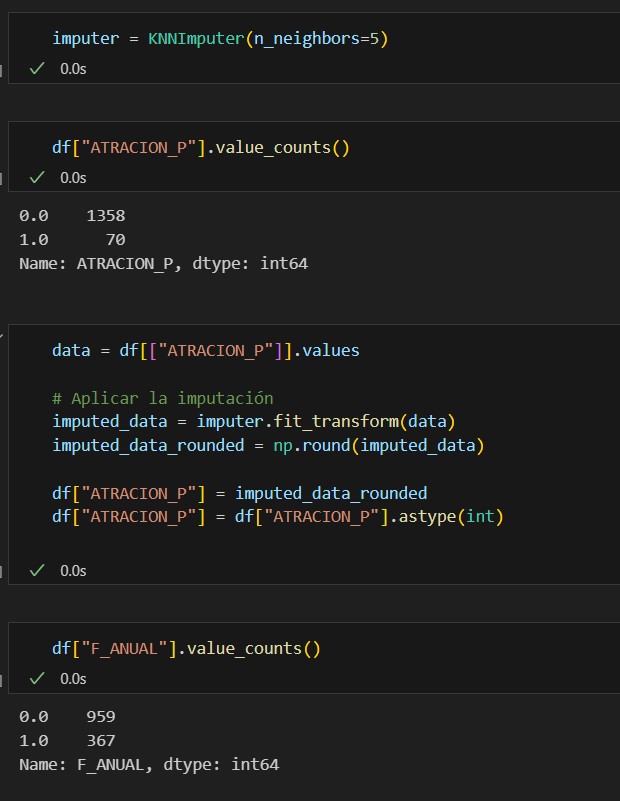 imputer = KNNImputer(n_neighbors=5)
0.0s
df["ATRACION_P"].value_counts()
0.0s
0.0    1358
1.0      70
Name: ATRACION_P, dtype: int64
data = df[["ATRACION_P"]].values
# Aplicar la imputación
imputed_data = imputer.fit_transform(data)
imputed_data_rounded = np.round(imputed_data)
df["ATRACION_P"] = imputed_data_rounded
df["ATRACION_P"] = df["ATRACION_P"].astype(int)
0.0s
df["F_ANUAL"].value_counts()
0.0s
0.0    959
1.0    367
Name: F_ANUAL, dtype: int64